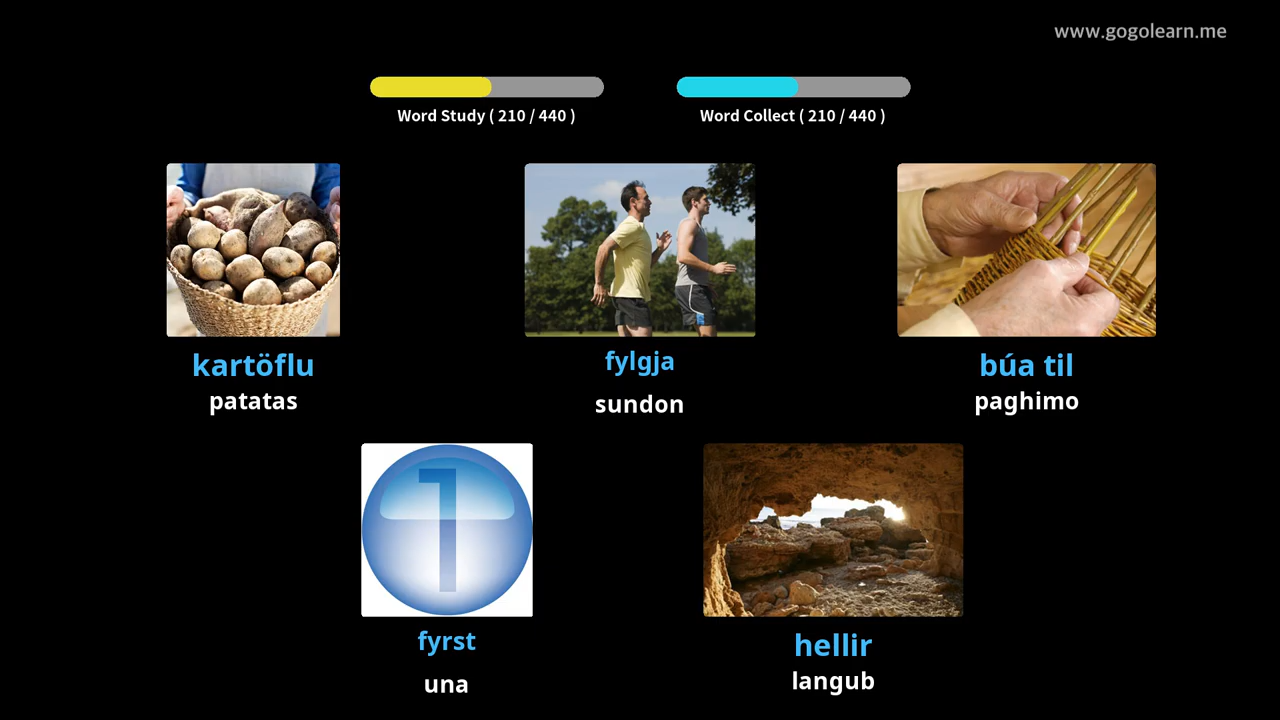 www.gogolearn.me
Word Study ( 210 / 440 )
Word Collect ( 210 / 440 )
kartöflu
patatas
fylgja
sundon
búa til
paghimo
1
fyrst
una
hellir
langub